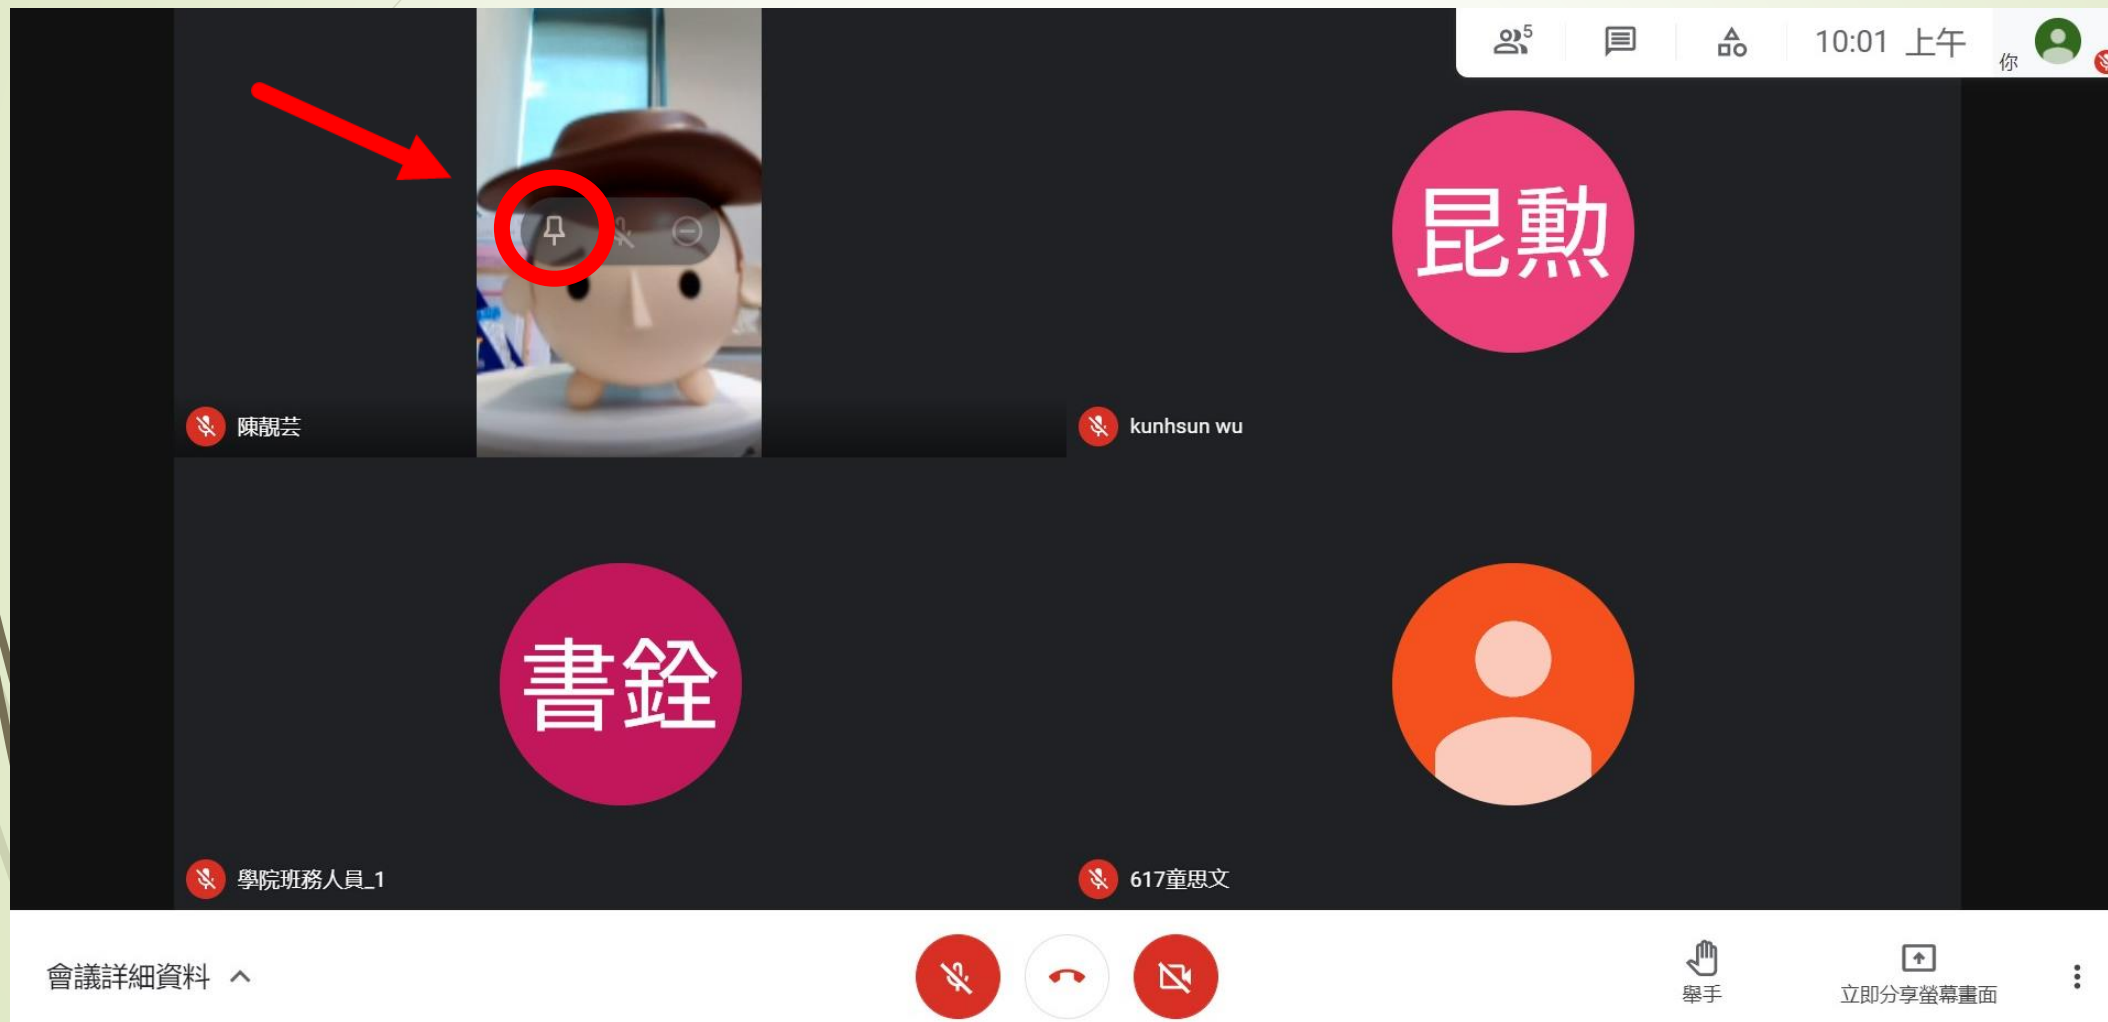 5
10:01 上午
你
昆勳
陳靚芸
kunhsun wu
書銓
學院班務人員_1
617童思文
會議詳細資料
舉手
立即分享螢幕畫面